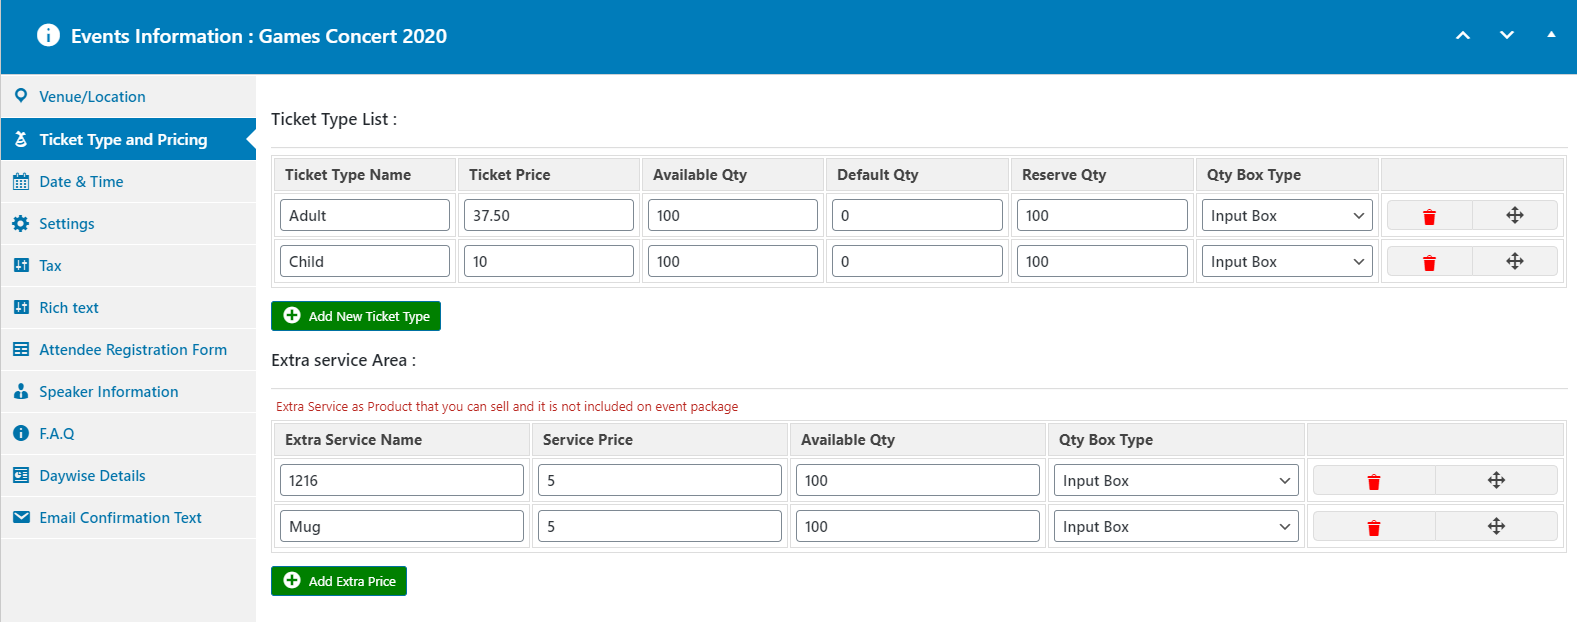 Events Information : Games Concert 2020
Venue/Location
Ticket Type and Pricing
Date & Time
Settings
Tax
Rich text
Attendee Registration Form
Speaker Information
F.A.Q
Daywise Details
Email Confirmation Text
Ticket Type List :
Ticket Type Name Ticket Price Available Qty Default Qty Reserve Qty Qty Box Type
Adult 37.50 100 0 100 Input Box
Child 10 100 0 100 Input Box
Add New Ticket Type
Extra service Area :
Extra Service as Product that you can sell and it is not included on event package
Extra Service Name Service Price Available Qty Qty Box Type
1216 5 100 Input Box
Mug 5 100 Input Box
Add Extra Price